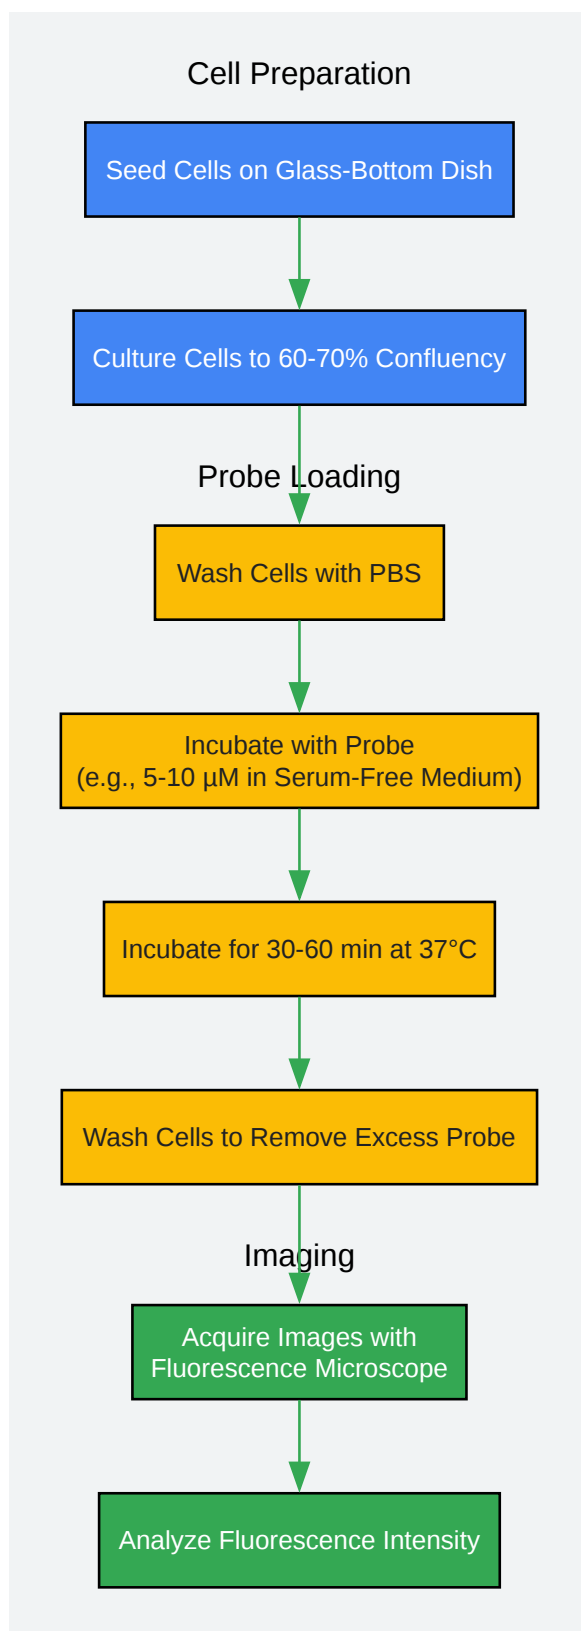 Cell Preparation
Seed Cells on Glass-Bottom Dish
Culture Cells to 60-70% Confluency
Probe Loading
Wash Cells with PBS
Incubate with Probe
(e.g., 5-10 µM in Serum-Free Medium)
Incubate for 30-60 min at 37°C
Wash Cells to Remove Excess Probe
Imaging
Acquire Images with
Fluorescence Microscope
Analyze Fluorescence Intensity